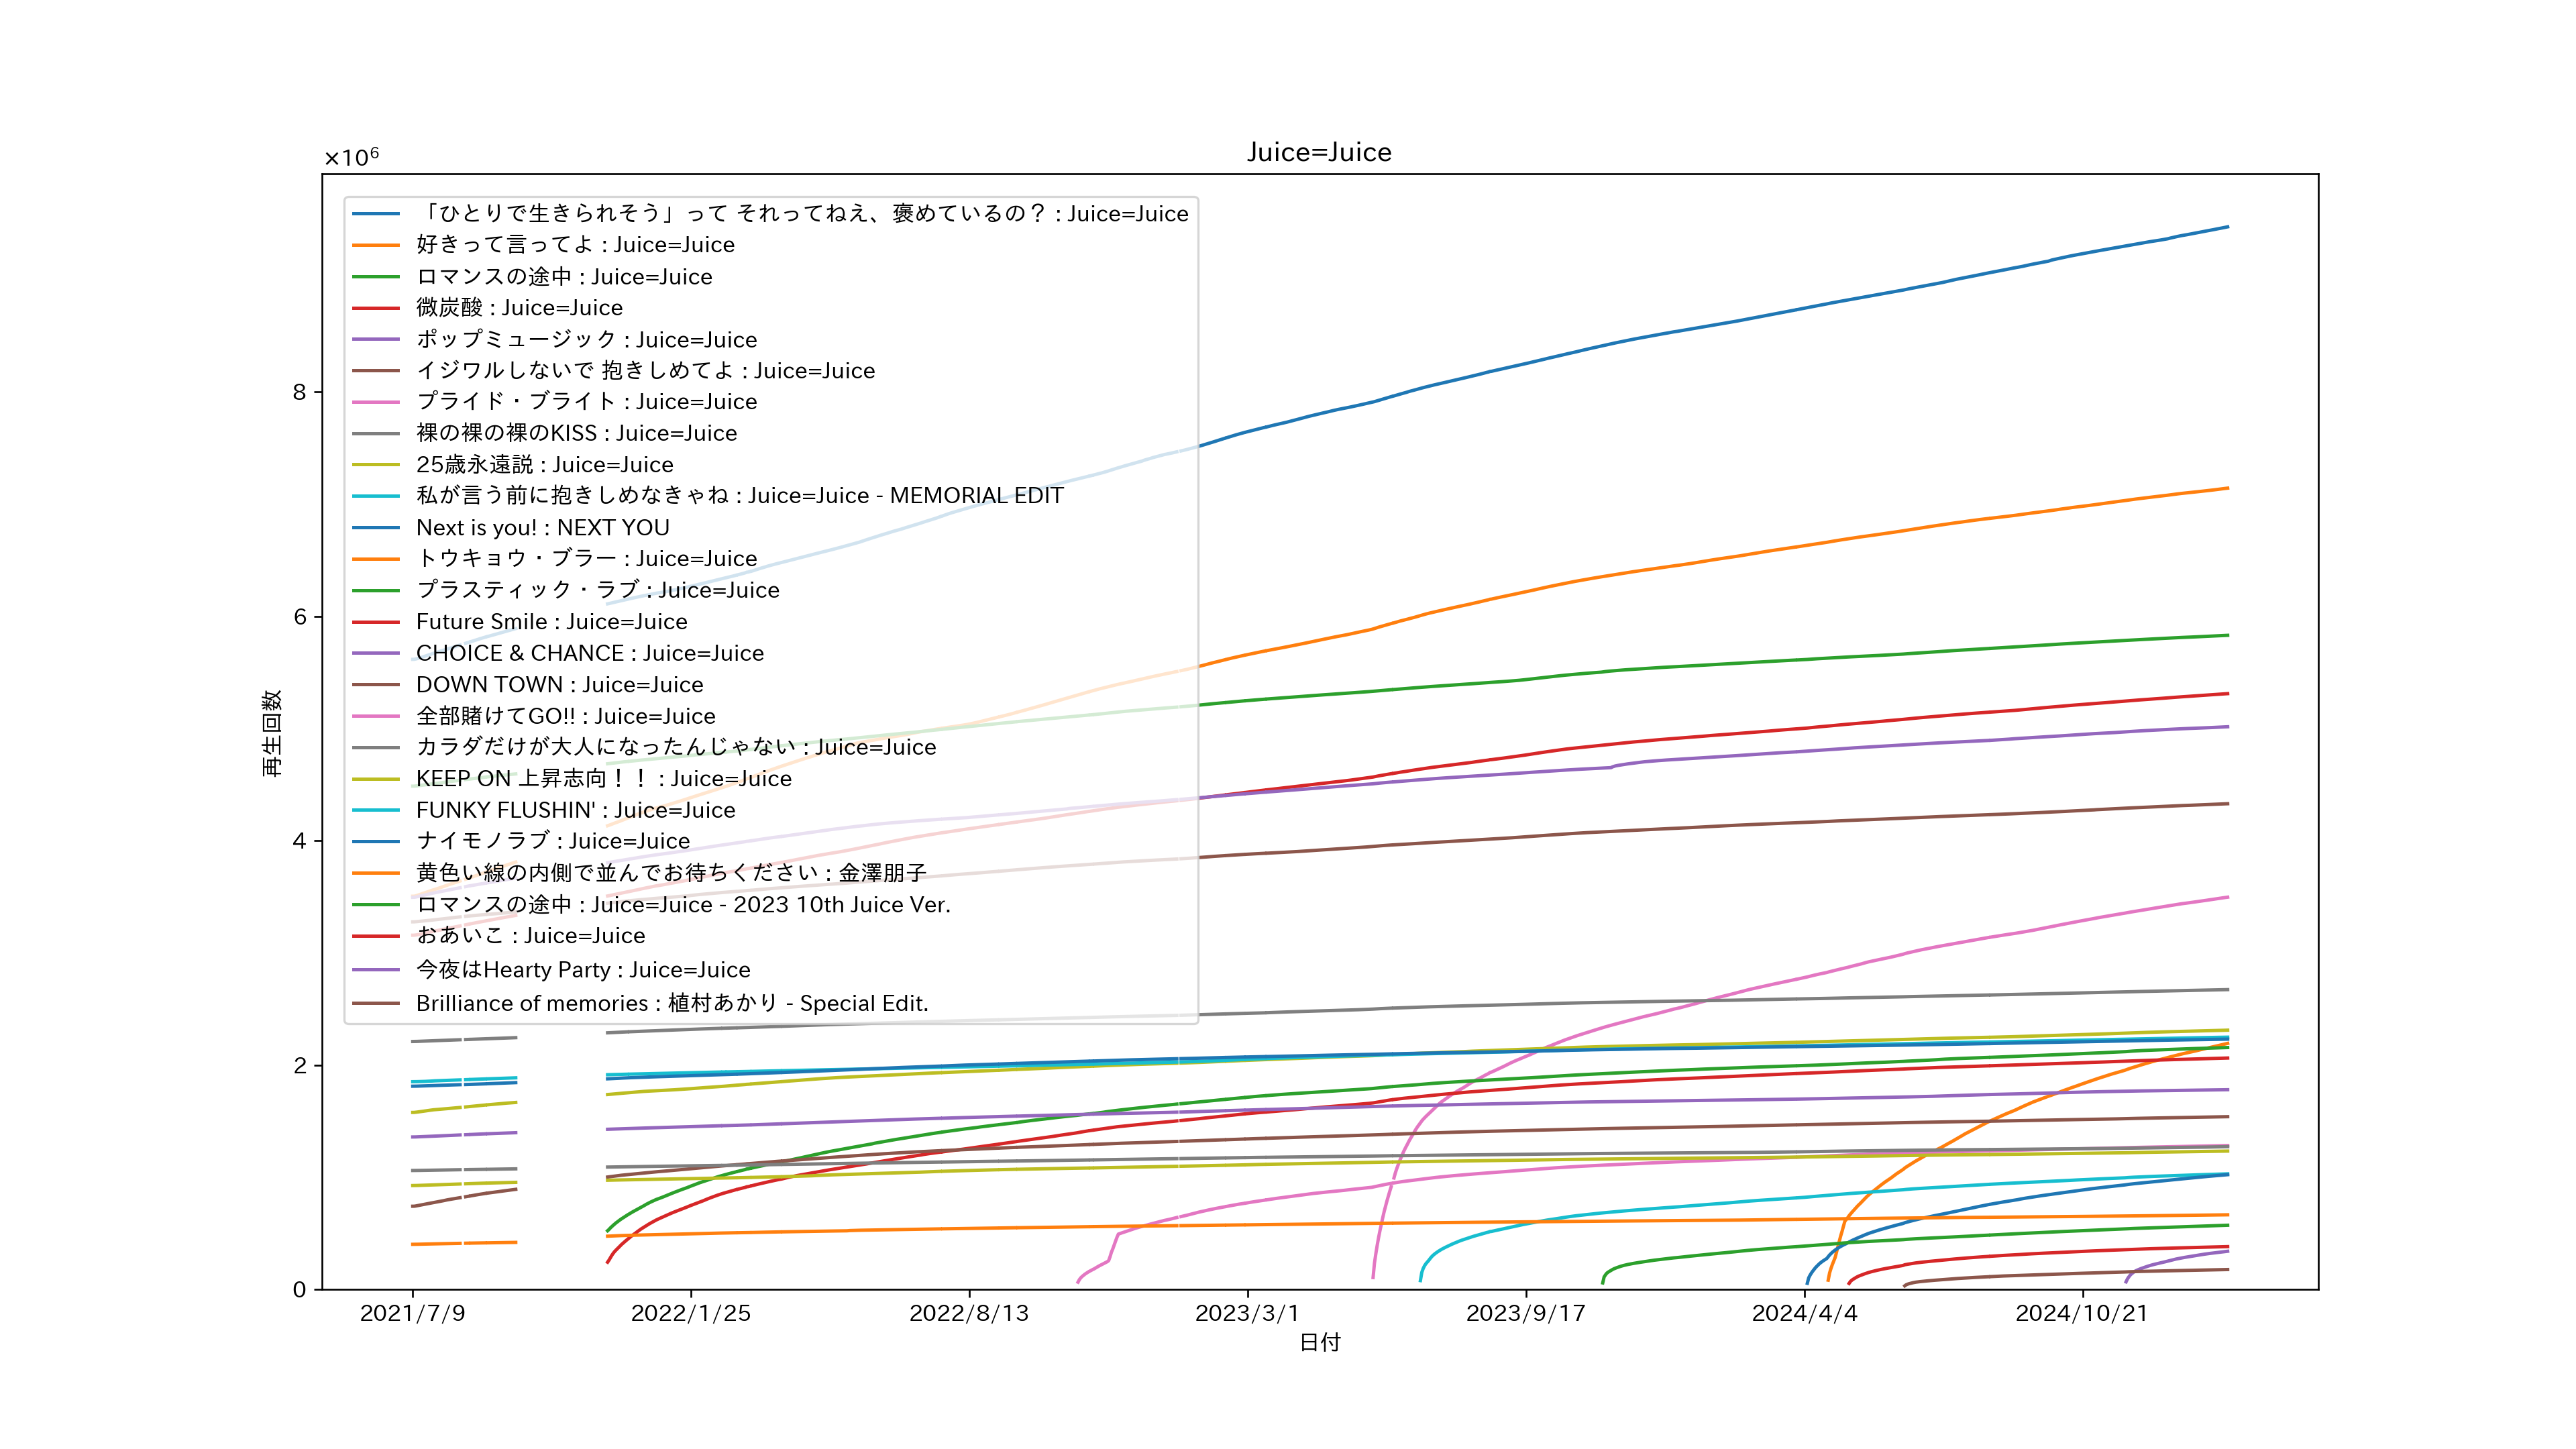 Juice=Juice
×10⁶
「ひとりで生きられそう」って それってねえ、褒めているの？ : Juice=Juice
好きって言ってよ : Juice=Juice
ロマンスの途中 : Juice=Juice
微炭酸 : Juice=Juice
ポップミュージック : Juice=Juice
イジワルしないで 抱きしめてよ : Juice=Juice
プライド・ブライト : Juice=Juice
裸の裸の裸のKISS : Juice=Juice
25歳永遠説 : Juice=Juice
私が言う前に抱きしめなきゃね : Juice=Juice - MEMORIAL EDIT
Next is you! : NEXT YOU
トウキョウ・ブラー : Juice=Juice
プラスティック・ラブ : Juice=Juice
Future Smile : Juice=Juice
CHOICE & CHANCE : Juice=Juice
DOWN TOWN : Juice=Juice
全部賭けてGO!! : Juice=Juice
カラダだけが大人になったんじゃない : Juice=Juice
KEEP ON 上昇志向！！ : Juice=Juice
FUNKY FLUSHIN' : Juice=Juice
ナイモノラブ : Juice=Juice
黄色い線の内側で並んでお待ちください : 金澤朋子
ロマンスの途中 : Juice=Juice - 2023 10th Juice Ver.
おあいこ : Juice=Juice
今夜はHearty Party : Juice=Juice
Brilliance of memories : 植村あかり - Special Edit.
8
6
4
2
0
再生回数
2021/7/9
2022/1/25
2022/8/13
2023/3/1
2023/9/17
2024/4/4
2024/10/21
日付